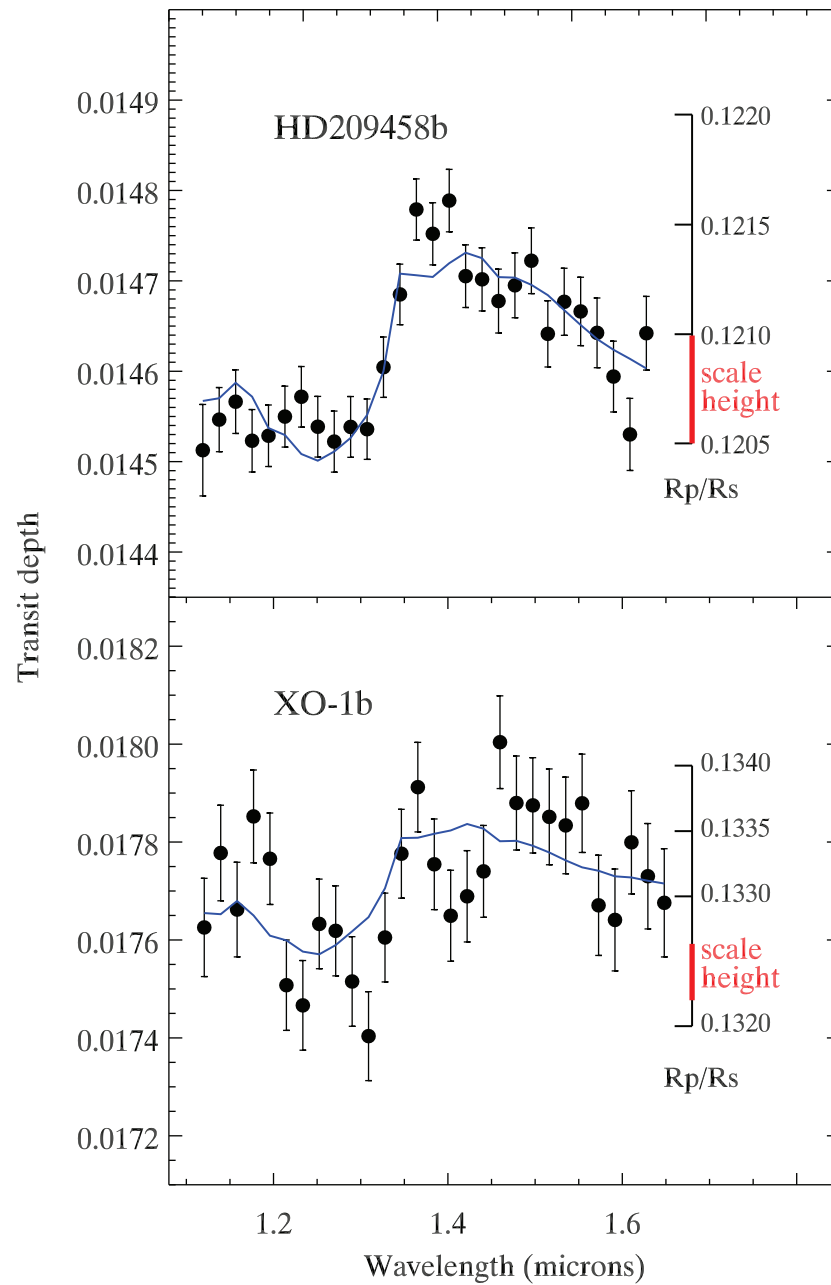 0.0149
0.0148
0.0147
0.0146
0.0145
0.0144
HD209458b
0.1220
0.1215
0.1210
0.1205
scale
height
Rp/Rs
Transit depth
0.0182
0.0180
0.0178
0.0176
0.0174
0.0172
XO-1b
0.1340
0.1335
0.1330
0.1320
scale
height
Rp/Rs
1.2
1.4
1.6
Wavelength (microns)